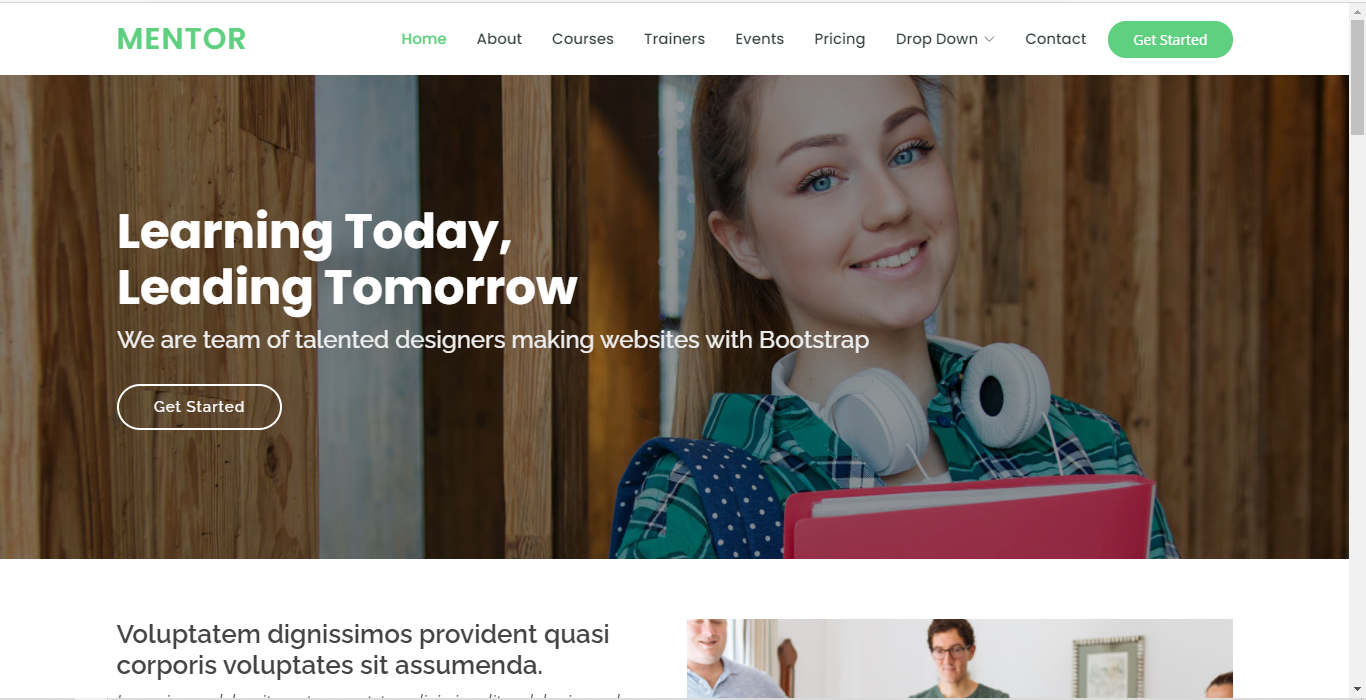 MENTOR
Home About Courses Trainers Events Pricing Drop Down Contact Get Started
Learning Today,
Leading Tomorrow
We are team of talented designers making websites with Bootstrap
Get Started
Voluptatem dignissimos provident quasi
corporis voluptates sit assumenda.